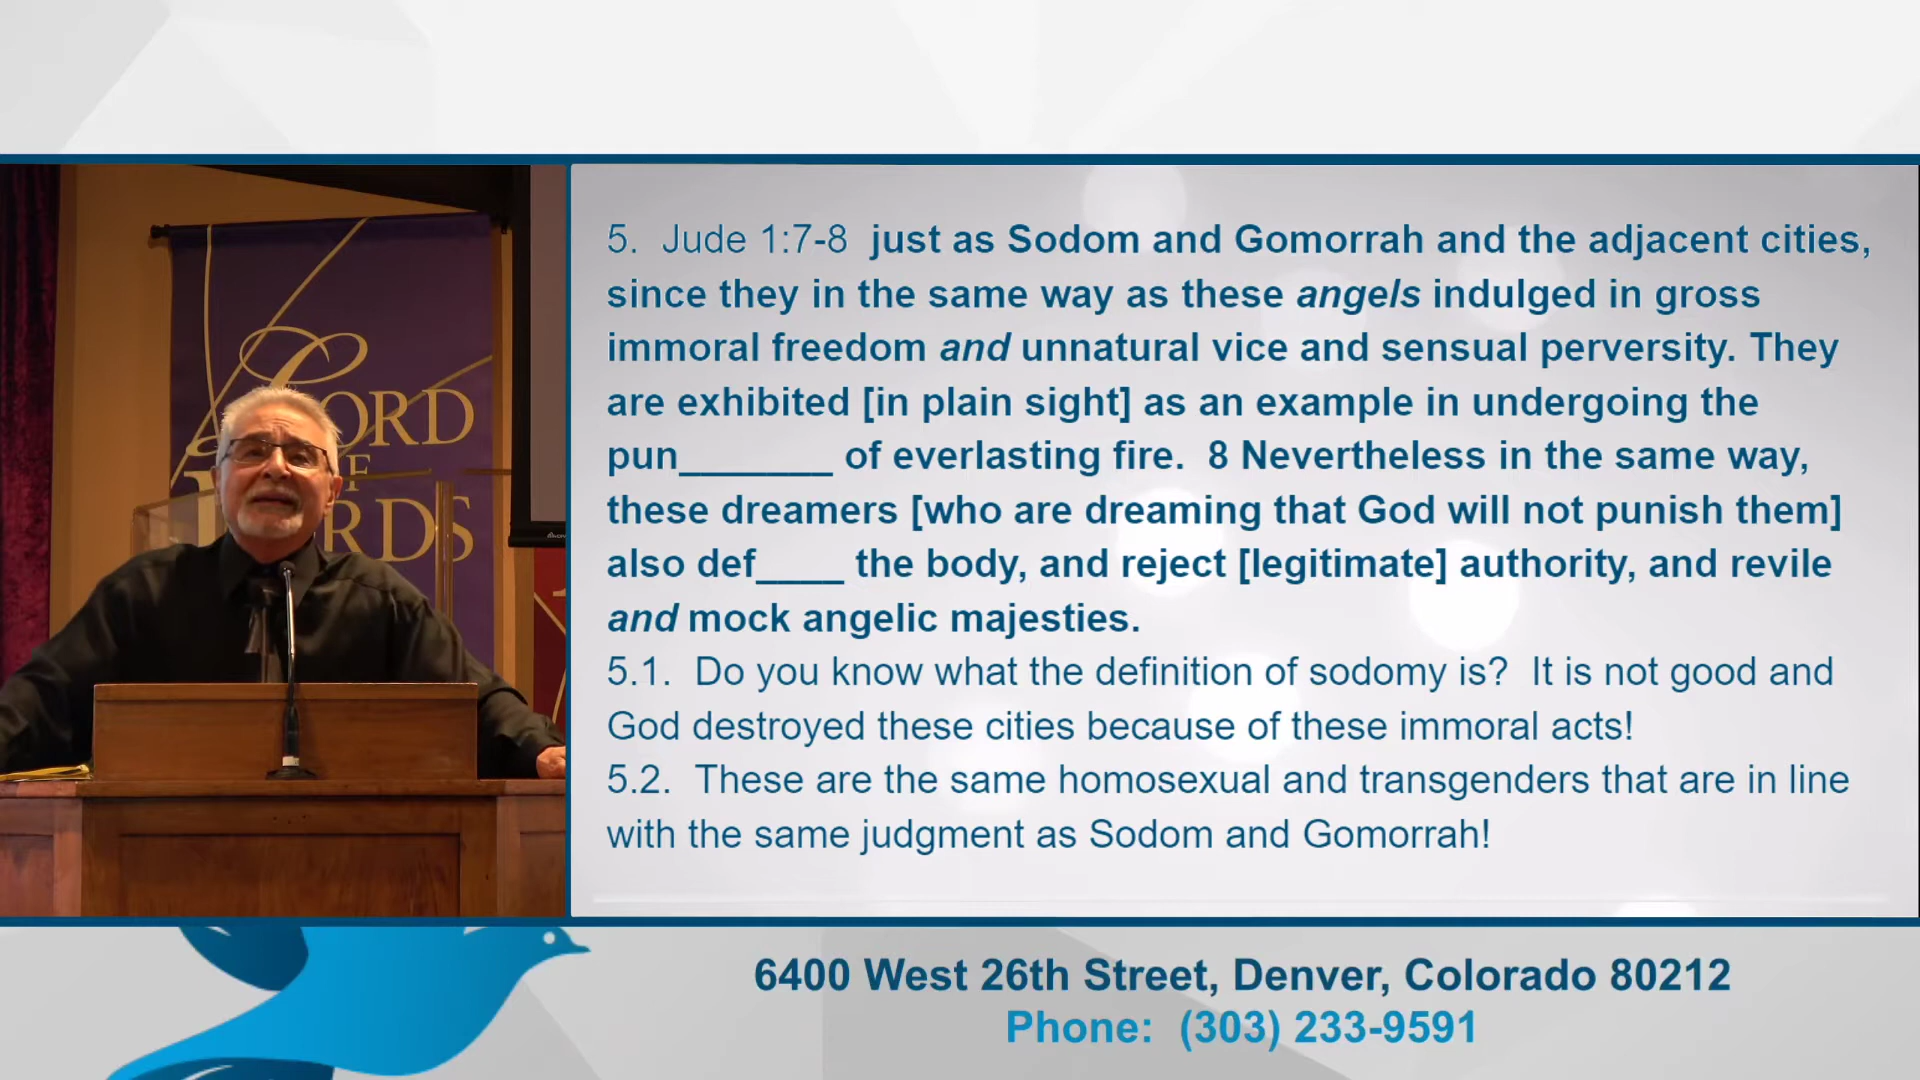 LORD
OF
LORDS
5. Jude 1:7-8 just as Sodom and Gomorrah and the adjacent cities,
since they in the same way as these angels indulged in gross
immoral freedom and unnatural vice and sensual perversity. They
are exhibited [in plain sight] as an example in undergoing the
pun_______ of everlasting fire. 8 Nevertheless in the same way,
these dreamers [who are dreaming that God will not punish them]
also def____ the body, and reject [legitimate] authority, and revile
and mock angelic majesties.
5.1. Do you know what the definition of sodomy is? It is not good and
God destroyed these cities because of these immoral acts!
5.2. These are the same homosexual and transgenders that are in line
with the same judgment as Sodom and Gomorrah!
6400 West 26th Street, Denver, Colorado 80212
Phone: (303) 233-9591